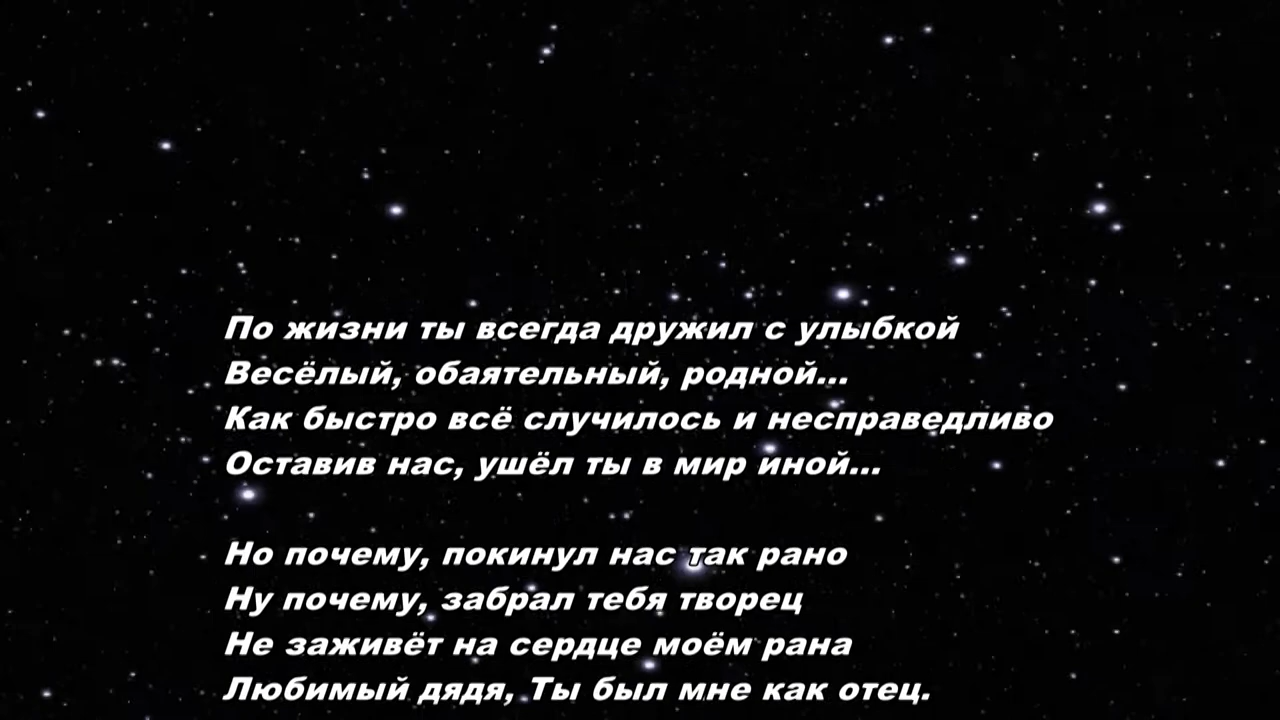 По жизни ты всегда дружил с улыбкой
Весёлый, обаятельный, родной...
Как быстро всё случилось и несправедливо
Оставив нас, ушёл ты в мир иной...
Но почему, покинул нас так рано
Ну почему, забрал тебя творец
Не заживёт на сердце моём рана
Любимый дядя, Ты был мне как отец.